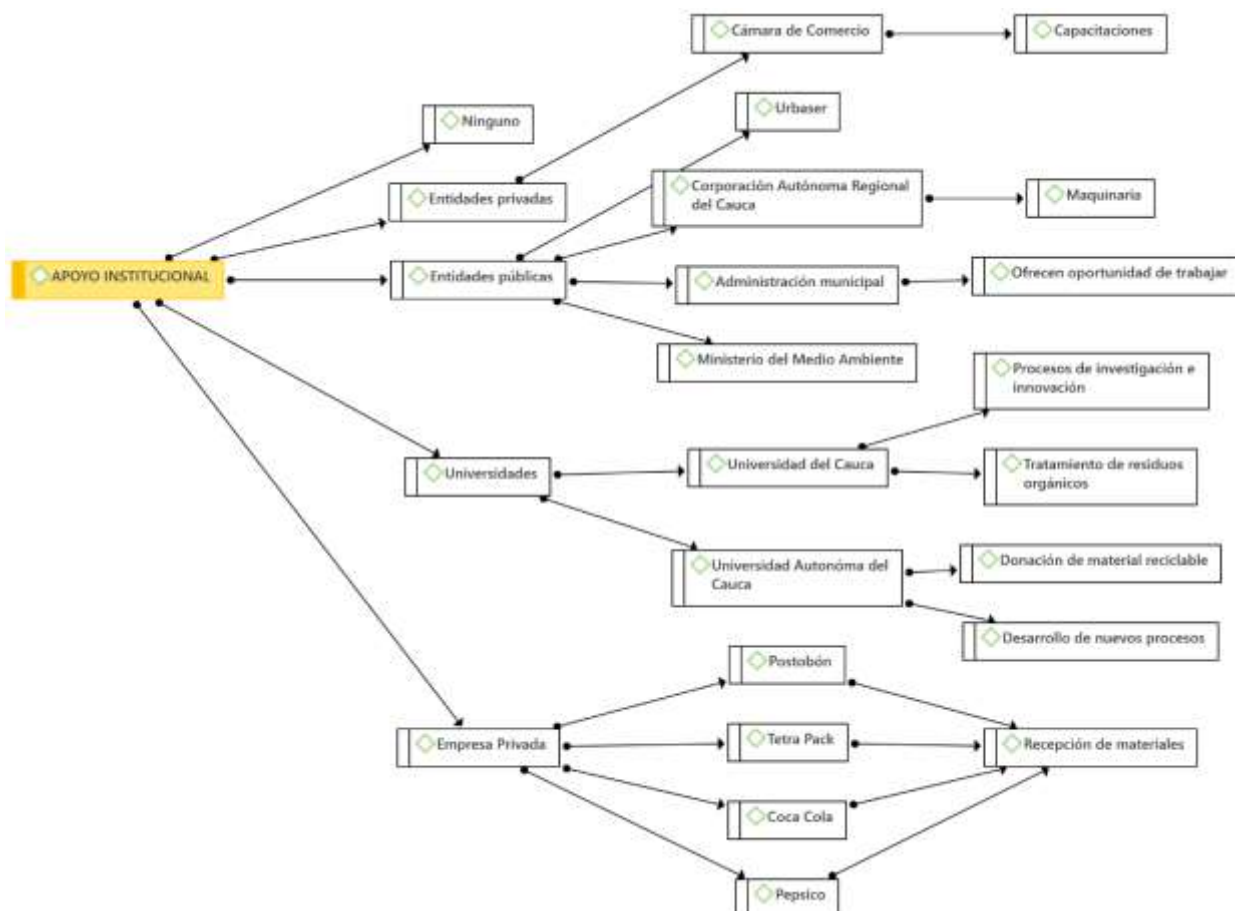 Cámara de Comercio
Capacitaciones
Urbaser
Ninguno
Corporación Autónoma Regional
del Cauca
Maquinaria
Entidades privadas
APOYO INSTITUCIONAL
Entidades públicas
Administración municipal
Ofrecen oportunidad de trabajar
Ministerio del Medio Ambiente
Procesos de investigación e
innovación
Universidades
Universidad del Cauca
Tratamiento de residuos
orgánicos
Universidad Autonóma del
Cauca
Donación de material reciclable
Desarrollo de nuevos procesos
Postobón
Empresa Privada
Tetra Pack
Recepción de materiales
Coca Cola
Pepsico